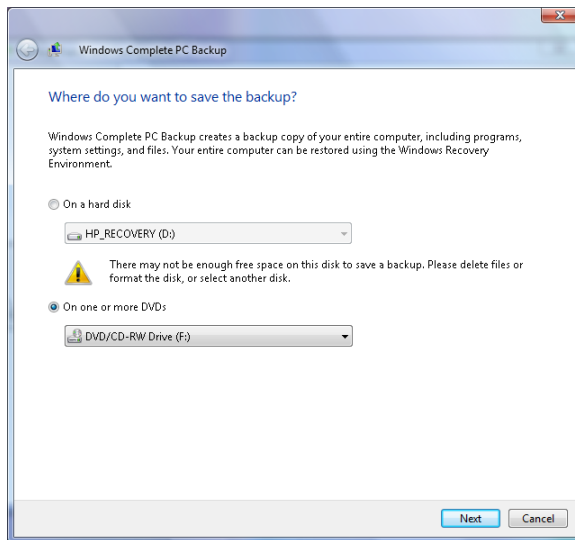 Windows Complete PC Backup
Where do you want to save the backup?
Windows Complete PC Backup creates a backup copy of your entire computer, including programs,
system settings, and files. Your entire computer can be restored using the Windows Recovery
Environment.
On a hard disk
HP_RECOVERY (D:)
There may not be enough free space on this disk to save a backup. Please delete files or
format the disk, or select another disk.
On one or more DVDs
DVD/CD-RW Drive (F:)
Next
Cancel